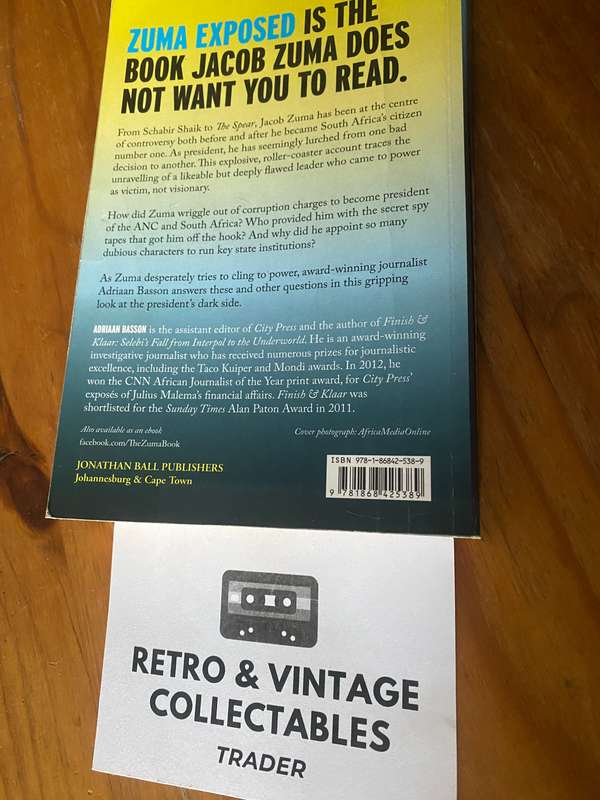 ZUMA EXPOSED IS THE
BOOK JACOB ZUMA DOES
NOT WANT YOU TO READ.
From Schabir Shaik to The Spear, Jacob Zuma has been at the centre
of controversy both before and after he became South Africa's citizen
number one. As president, he has seemingly lurched from one bad
decision to another. This explosive, roller-coaster account traces the
unravelling of a likeable but deeply flawed leader who came to power
as victim, not visionary.
How did Zuma wriggle out of corruption charges to become president
of the ANC and South Africa? Who provided him with the secret spy
tapes that got him off the hook? And why did he appoint so many
dubious characters to run key state institutions?
As Zuma desperately tries to cling to power, award-winning journalist
Adriaan Basson answers these and other questions in this gripping
look at the president's dark side.
ADRIAAN BASSON is the assistant editor of City Press and the author of Finish &
Klaar: Selebi's Fall from Interpol to the Underworld. He is an award-winning
investigative journalist who has received numerous prizes for journalistic
excellence, including the Taco Kuiper and Mondi awards. In 2012, he
won the CNN African Journalist of the Year print award, for City Press'
exposés of Julius Malema's financial affairs. Finish & Klaar was
shortlisted for the Sunday Times Alan Paton Award in 2011.
Also available as an ebook
facebook.com/TheZumaBook
Cover photograph: AfricaMediaOnline
JONATHAN BALL PUBLISHERS
Johannesburg & Cape Town
ISBN 978-1-86842-538-9
9 781868 425389
RETRO & VINTAGE
COLLECTABLES
TRADER